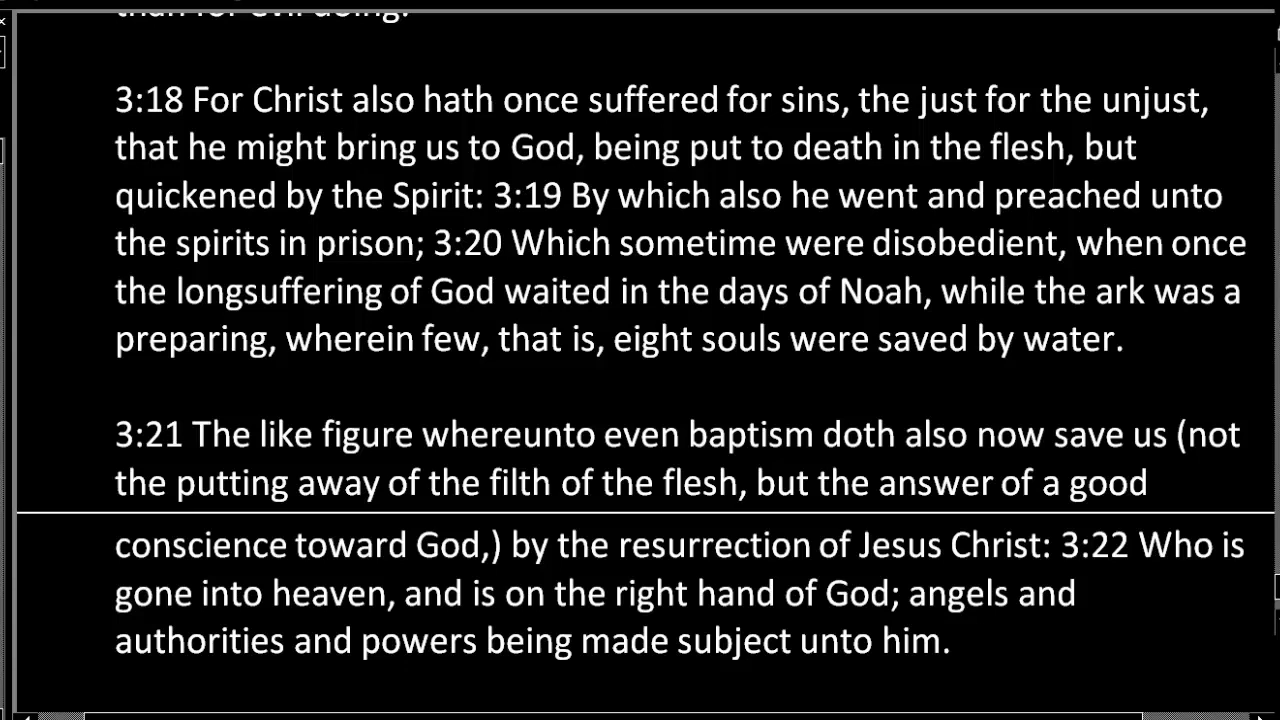 than for evil doing.
3:18 For Christ also hath once suffered for sins, the just for the unjust,
that he might bring us to God, being put to death in the flesh, but
quickened by the Spirit: 3:19 By which also he went and preached unto
the spirits in prison; 3:20 Which sometime were disobedient, when once
the longsuffering of God waited in the days of Noah, while the ark was a
preparing, wherein few, that is, eight souls were saved by water.
3:21 The like figure whereunto even baptism doth also now save us (not
the putting away of the filth of the flesh, but the answer of a good
conscience toward God,) by the resurrection of Jesus Christ: 3:22 Who is
gone into heaven, and is on the right hand of God; angels and
authorities and powers being made subject unto him.